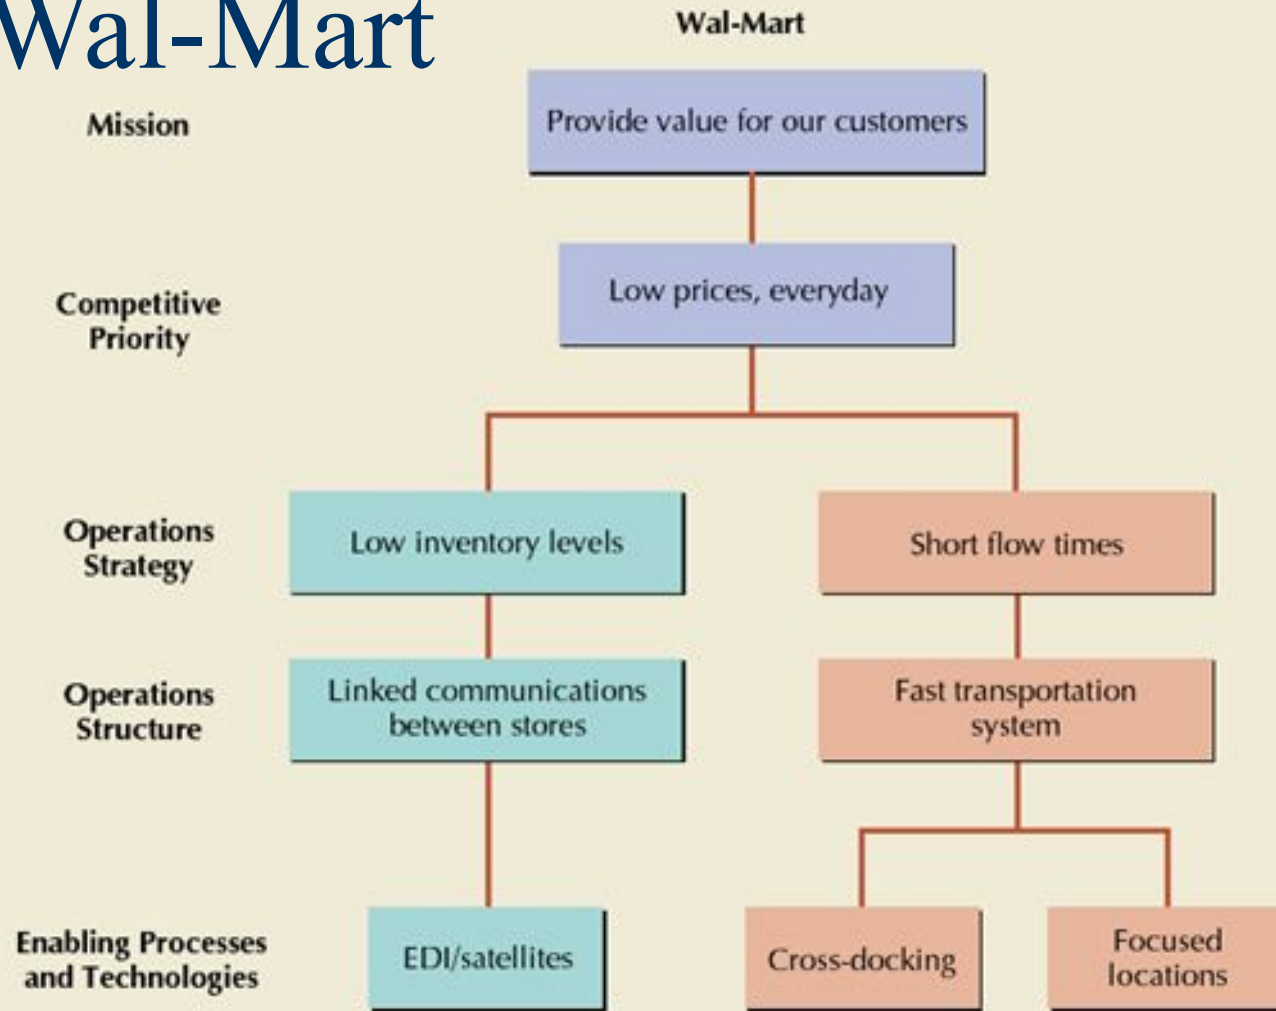 Wal-Mart
Wal-Mart
Mission
Provide value for our customers
Competitive
Priority
Low prices, everyday
Operations
Strategy
Low inventory levels
Short flow times
Operations
Structure
Linked communications
between stores
Fast transportation
system
Enabling Processes
and Technologies
EDI/satellites
Cross-docking
Focused
locations